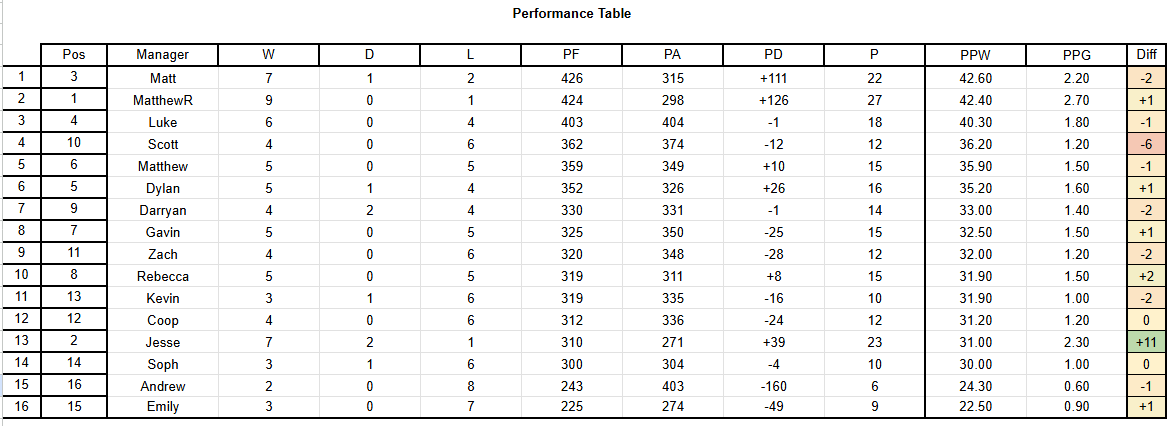 Performance Table
Pos Manager W D L PF PA PD P PPW PPG Diff
1 3 Matt 7 1 2 426 315 +111 22 42.60 2.20 -2
2 1 MatthewR 9 0 1 424 298 +126 27 42.40 2.70 +1
3 4 Luke 6 0 4 403 404 -1 18 40.30 1.80 -1
4 10 Scott 4 0 6 362 374 -12 12 36.20 1.20 -6
5 6 Matthew 5 0 5 359 349 +10 15 35.90 1.50 -1
6 5 Dylan 5 1 4 352 326 +26 16 35.20 1.60 +1
7 9 Darryan 4 2 4 330 331 -1 14 33.00 1.40 -2
8 7 Gavin 5 0 5 325 350 -25 15 32.50 1.50 +1
9 11 Zach 4 0 6 320 348 -28 12 32.00 1.20 -2
10 8 Rebecca 5 0 5 319 311 +8 15 31.90 1.50 +2
11 13 Kevin 3 1 6 319 335 -16 10 31.90 1.00 -2
12 12 Coop 4 0 6 312 336 -24 12 31.20 1.20 0
13 2 Jesse 7 2 1 310 271 +39 23 31.00 2.30 +11
14 14 Soph 3 1 6 300 304 -4 10 30.00 1.00 0
15 16 Andrew 2 0 8 243 403 -160 6 24.30 0.60 -1
16 15 Emily 3 0 7 225 274 -49 9 22.50 0.90 +1